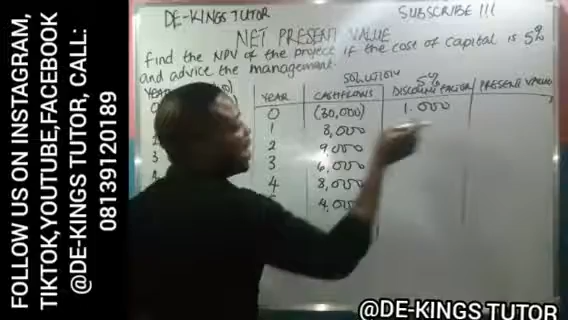 FOLLOW US ON INSTAGRAM,
TIKTOK,YOUTUBE,FACEBOOK
@DE-KINGS TUTOR, CALL:
08139120189
DE-KINGS TUTOR SUBSCRIBE !!!
NET PRESENT VALUE
find the NPV of the project if the cost of capital is 5%
and advice the management.
SOLUTION 5%
YEAR CASHFLOWS DISCOUNT FACTOR PRESENT VALUE
0 (30,000) 1.000
1 8,000
2 9,000
3 6,000
4 8,000
4,000
@DE-KINGS TUTOR